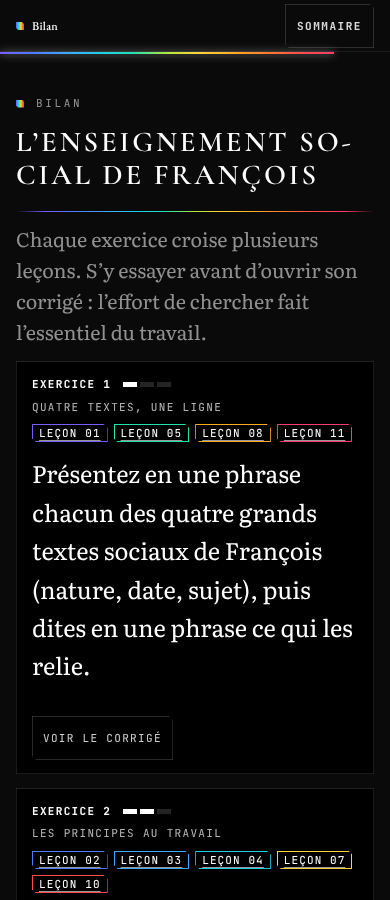 Bilan
SOMMAIRE
BILAN
L’ENSEIGNEMENT SO-
CIAL DE FRANÇOIS
Chaque exercice croise plusieurs
leçons. S’y essayer avant d’ouvrir son
corrigé : l’effort de chercher fait
l’essentiel du travail.
EXERCICE 1
QUATRE TEXTES, UNE LIGNE
LEÇON 01 LEÇON 05 LEÇON 08 LEÇON 11
Présentez en une phrase
chacun des quatre grands
textes sociaux de François
(nature, date, sujet), puis
dites en une phrase ce qui les
relie.
VOIR LE CORRIGÉ
EXERCICE 2
LES PRINCIPES AU TRAVAIL
LEÇON 02 LEÇON 03 LEÇON 04 LEÇON 07
LEÇON 10